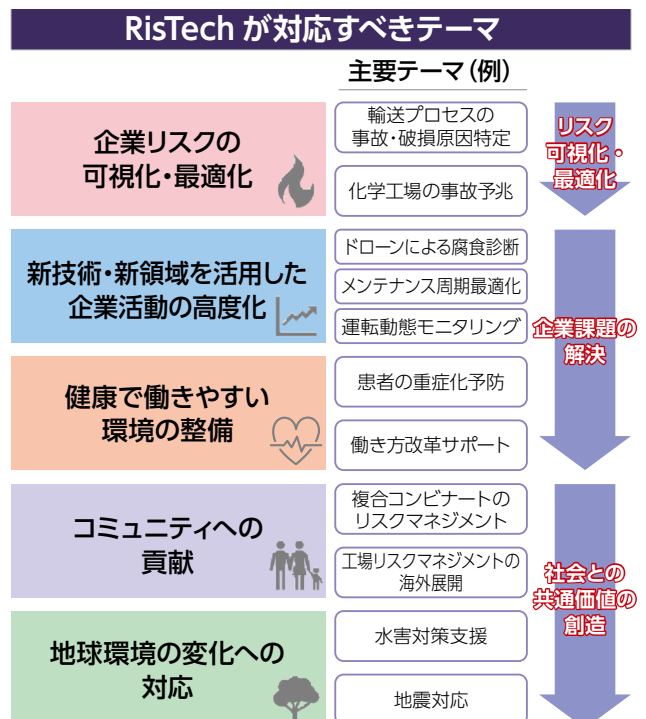 RisTech が対応すべきテーマ
主要テーマ（例）
企業リスクの
可視化・最適化
輸送プロセスの
事故・破損原因特定
化学工場の事故予兆
リスク
可視化・
最適化
新技術・新領域を活用した
企業活動の高度化
ドローンによる腐食診断
メンテナンス周期最適化
運転動態モニタリング
健康で働きやすい
環境の整備
患者の重症化予防
働き方改革サポート
企業課題の
解決
コミュニティへの
貢献
複合コンビナートの
リスクマネジメント
工場リスクマネジメントの
海外展開
地球環境の変化への
対応
水害対策支援
地震対応
社会との
共通価値の
創造